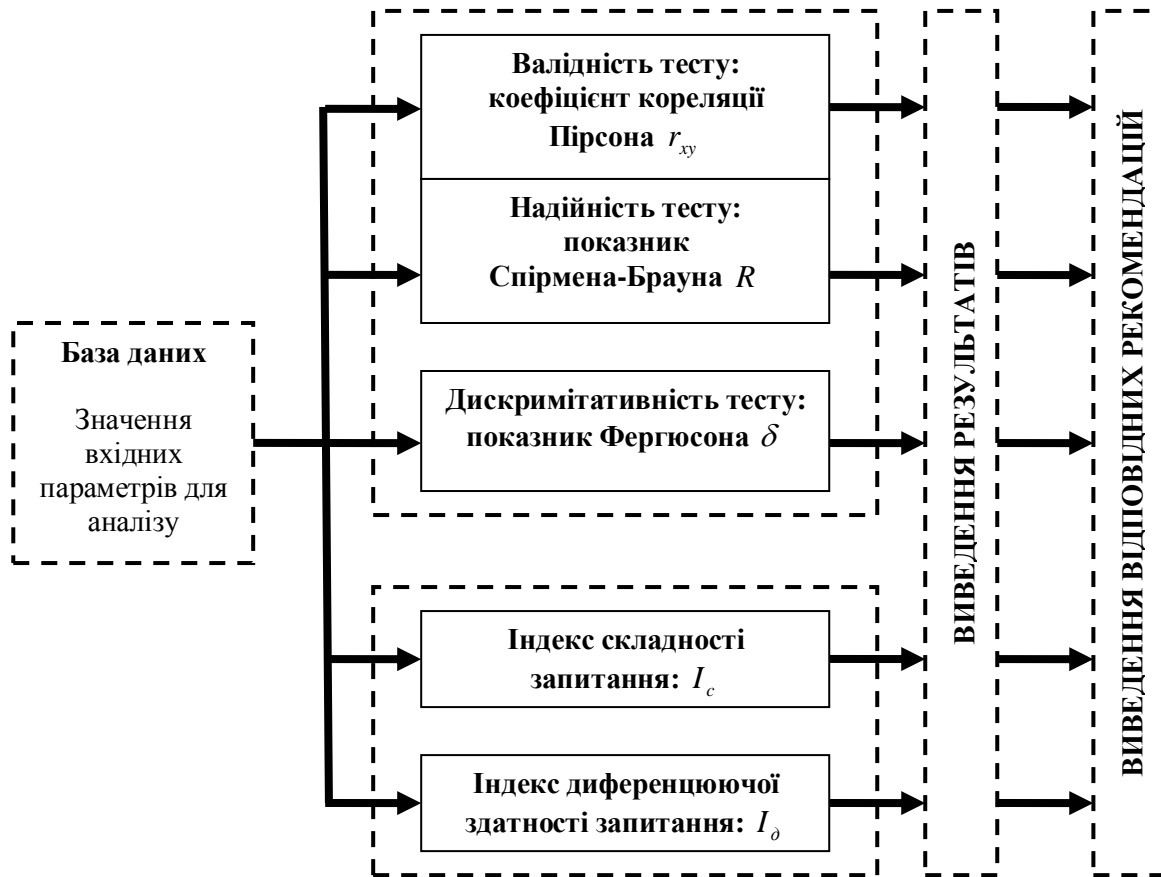 База даних
Значення
вхідних
параметрів для
аналізу
Валідність тесту:
коефіцієнт кореляції
Пірсона r_xy
Надійність тесту:
показник
Спірмена-Брауна R
Дискримітативність тесту:
показник Фергюсона δ
Індекс складності
запитання: I_c
Індекс диференцюючої
здатності запитання: I_д
ВИВЕДЕННЯ РЕЗУЛЬТАТІВ
ВИВЕДЕННЯ ВІДПОВІДНИХ РЕКОМЕНДАЦІЙ